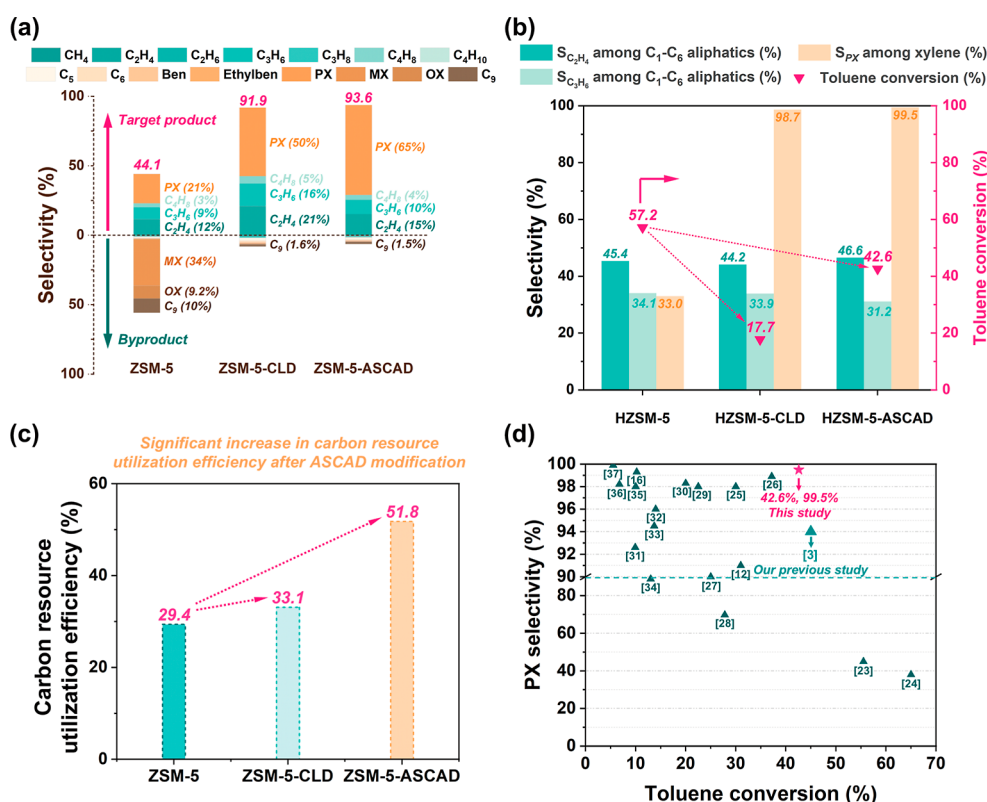 (a)
CH4 C2H4 C2H6 C3H6 C3H8 C4H8 C4H10
C5 C6 Ben Ethylben PX MX OX C9
100
50
0
50
100
Selectivity (%)
Target product
Byproduct
44.1
PX (21%)
C4H8 (3%)
C3H6 (9%)
C2H4 (12%)
MX (34%)
OX (9.2%)
C9 (10%)
91.9
PX (50%)
C4H8 (5%)
C3H6 (16%)
C2H4 (21%)
C9 (1.6%)
93.6
PX (65%)
C4H8 (4%)
C3H6 (10%)
C2H4 (15%)
C9 (1.5%)
ZSM-5 ZSM-5-CLD ZSM-5-ASCAD
(b)
SC2H4 among C1-C6 aliphatics (%) SPX among xylene (%)
SC3H6 among C1-C6 aliphatics (%) Toluene conversion (%)
100
80
60
40
20
0
Selectivity (%)
100
80
60
40
20
0
Toluene conversion (%)
98.7
99.5
57.2
45.4
34.1
33.0
44.2
33.9
17.7
46.6
42.6
31.2
HZSM-5 HZSM-5-CLD HZSM-5-ASCAD
(c)
Significant increase in carbon resource
utilization efficiency after ASCAD modification
60
40
20
0
Carbon resource
utilization efficiency (%)
29.4
33.1
51.8
ZSM-5 ZSM-5-CLD ZSM-5-ASCAD
(d)
100
98
96
94
92
90
80
60
40
20
0
PX selectivity (%)
[37]
[16]
[36]
[35]
[30]
[29]
[25]
[26]
42.6%, 99.5%
This study
[32]
[33]
[31]
[3]
Our previous study
[12]
[34]
[27]
[28]
[23]
[24]
0 10 20 30 40 50 60 70
Toluene conversion (%)